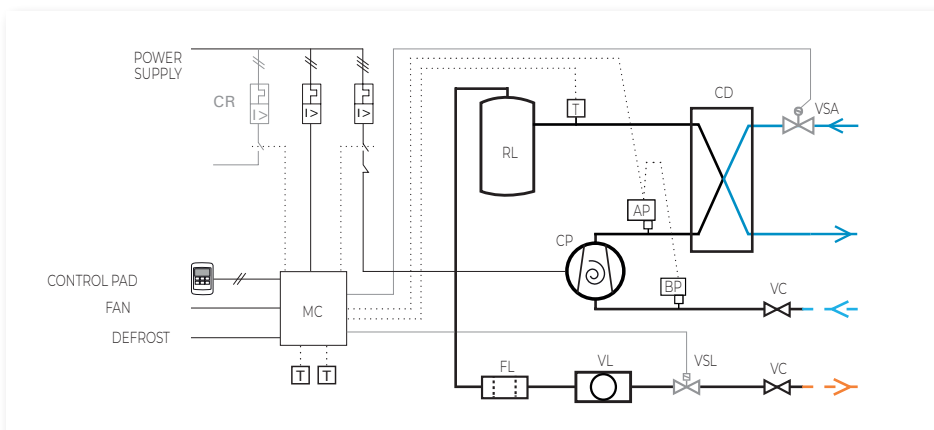 POWER
SUPPLY
CR
I>
I>
I>
CD
VSA
T
RL
AP
CP
BP
VC
CONTROL PAD
FAN
MC
DEFROST
T
T
FL
VL
VSL
VC